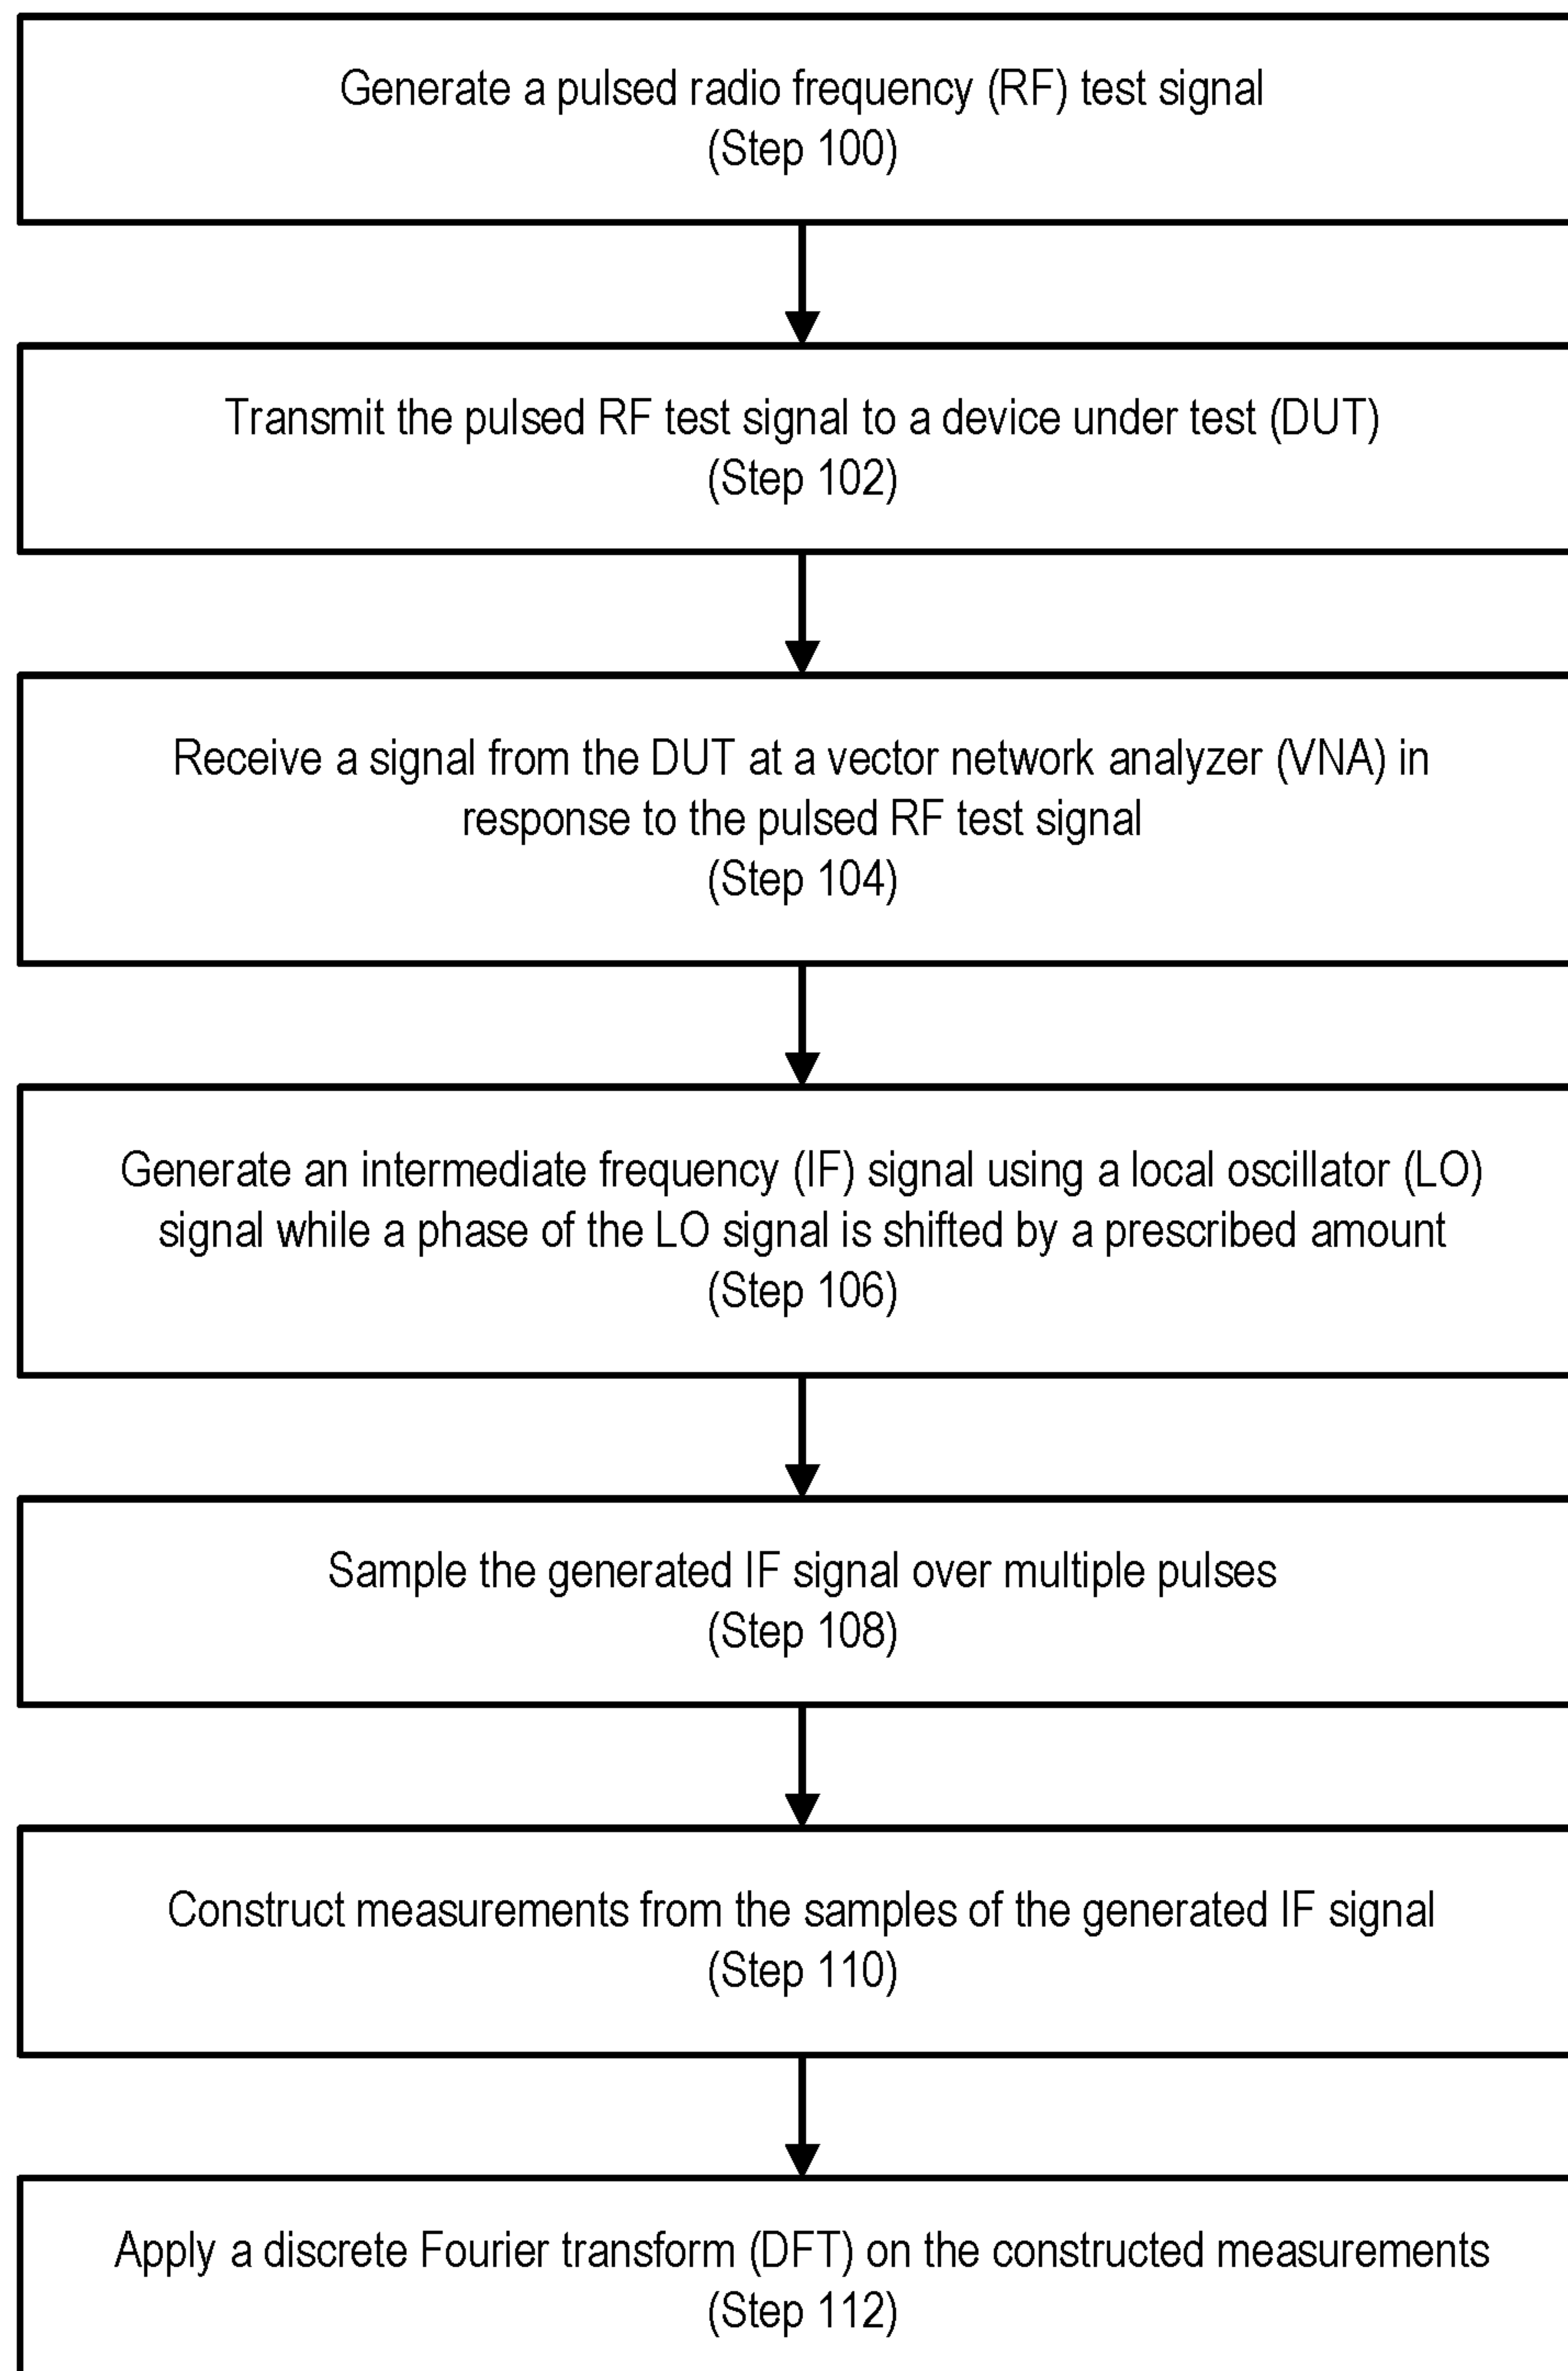 Generate a pulsed radio frequency (RF) test signal
(Step 100)
Transmit the pulsed RF test signal to a device under test (DUT)
(Step 102)
Receive a signal from the DUT at a vector network analyzer (VNA) in
response to the pulsed RF test signal
(Step 104)
Generate an intermediate frequency (IF) signal using a local oscillator (LO)
signal while a phase of the LO signal is shifted by a prescribed amount
(Step 106)
Sample the generated IF signal over multiple pulses
(Step 108)
Construct measurements from the samples of the generated IF signal
(Step 110)
Apply a discrete Fourier transform (DFT) on the constructed measurements
(Step 112)